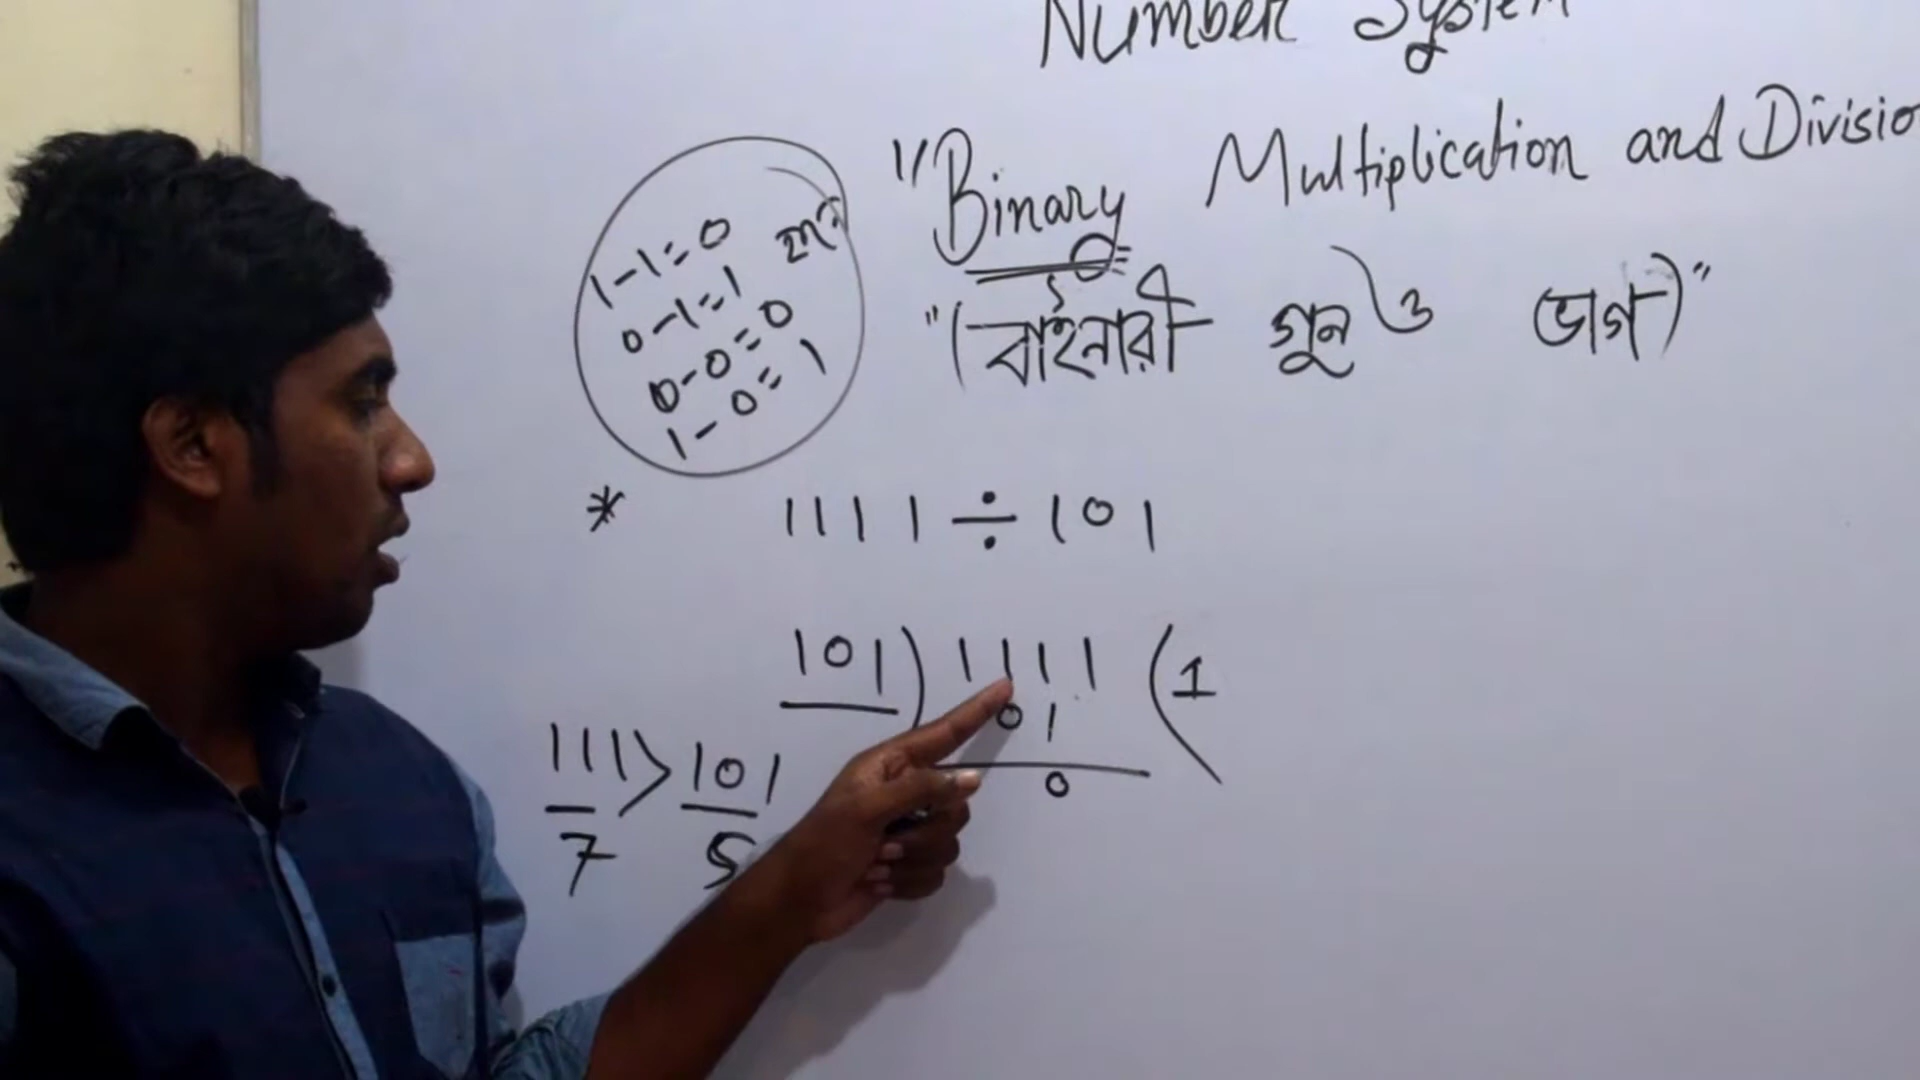 Number System
"Binary Multiplication and Divisio
"(বাইনারী গুন ও ভাগ)"
1-1=0
0-1=1
0-0=0
1-0=1
* 1111 ÷ 101
101) 1111 (1
01
0
111 > 101
7 5